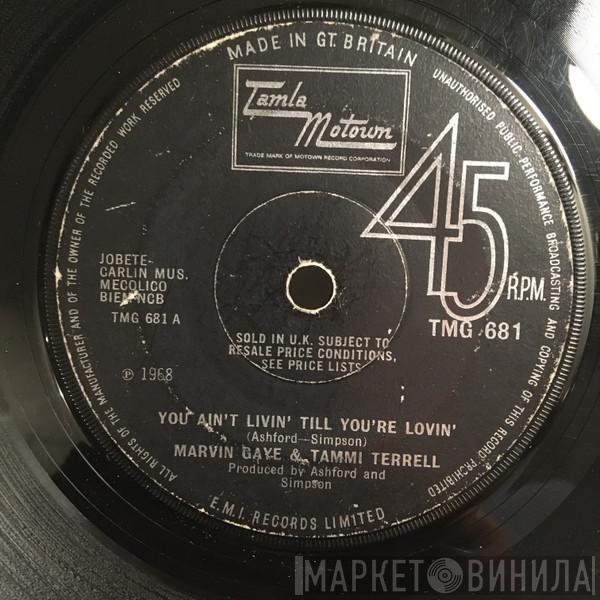 MADE IN GT. BRITAIN
Tamla
Motown
TRADE MARK OF MOTOWN RECORD CORPORATION
45
R.P.M.
TMG 681
JOBETE-
CARLIN MUS.
MECOLICO
BIEM NCB
TMG 681 A
℗ 1968
SOLD IN U.K. SUBJECT TO
RESALE PRICE CONDITIONS,
SEE PRICE LISTS
YOU AIN'T LIVIN' TILL YOU'RE LOVIN'
(Ashford—Simpson)
MARVIN GAYE & TAMMI TERRELL
Produced by Ashford and
Simpson
E.M.I. RECORDS LIMITED
ALL RIGHTS OF THE MANUFACTURER AND OF THE OWNER OF THE RECORDED WORK RESERVED
UNAUTHORISED PUBLIC PERFORMANCE BROADCASTING AND COPYING OF THIS RECORD PROHIBITED
МАРКЕТ ВИНИЛА